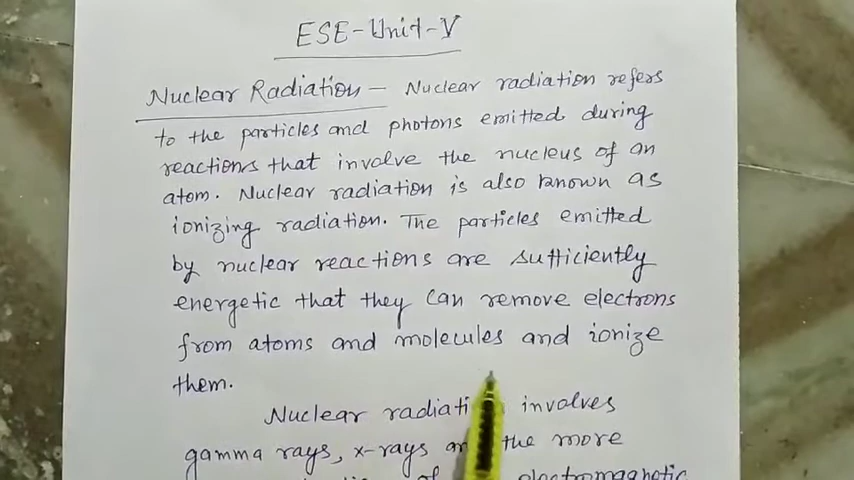 ESE-Unit-V
Nuclear Radiation - Nuclear radiation refers
to the particles and photons emitted during
reactions that involve the nucleus of an
atom. Nuclear radiation is also known as
ionizing radiation. The particles emitted
by nuclear reactions are sufficiently
energetic that they can remove electrons
from atoms and molecules and ionize
them.
Nuclear radiati involves
gamma rays, x-rays the more
of electromagnetic